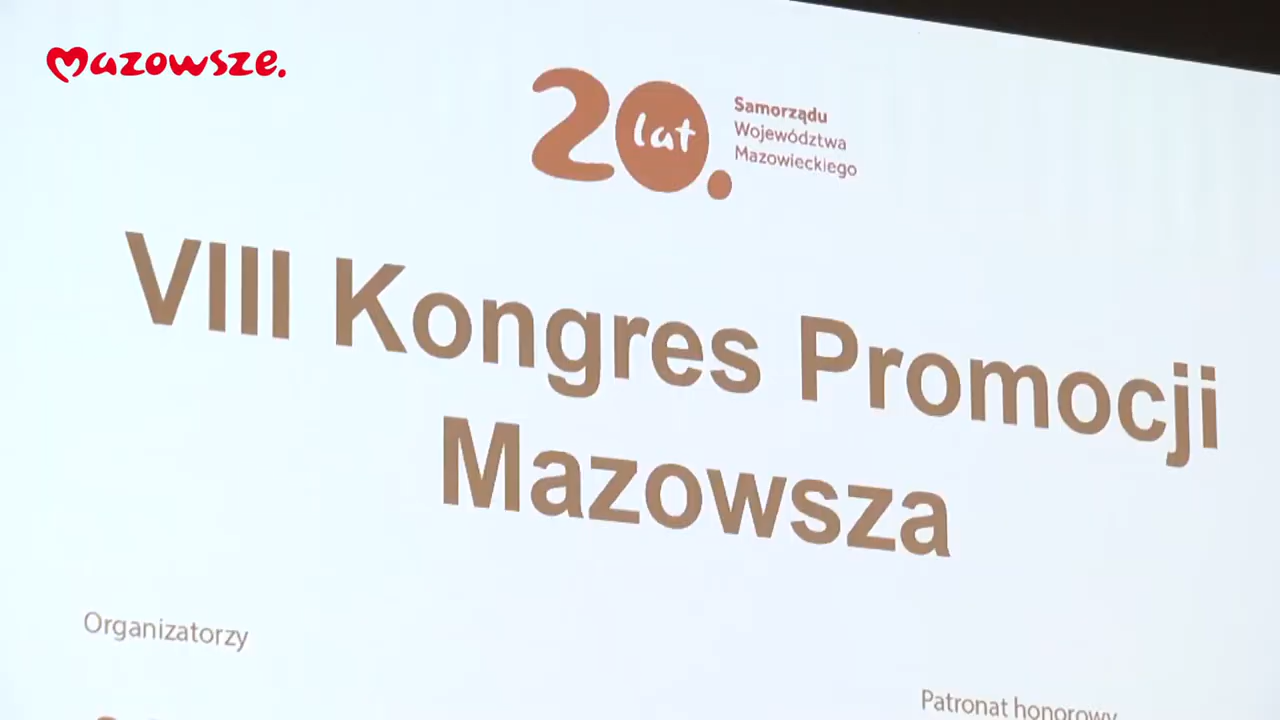 Mazowsze.
20 lat
Samorządu
Województwa
Mazowieckiego
VIII Kongres Promocji
Mazowsza
Organizatorzy
Patronat honorowy